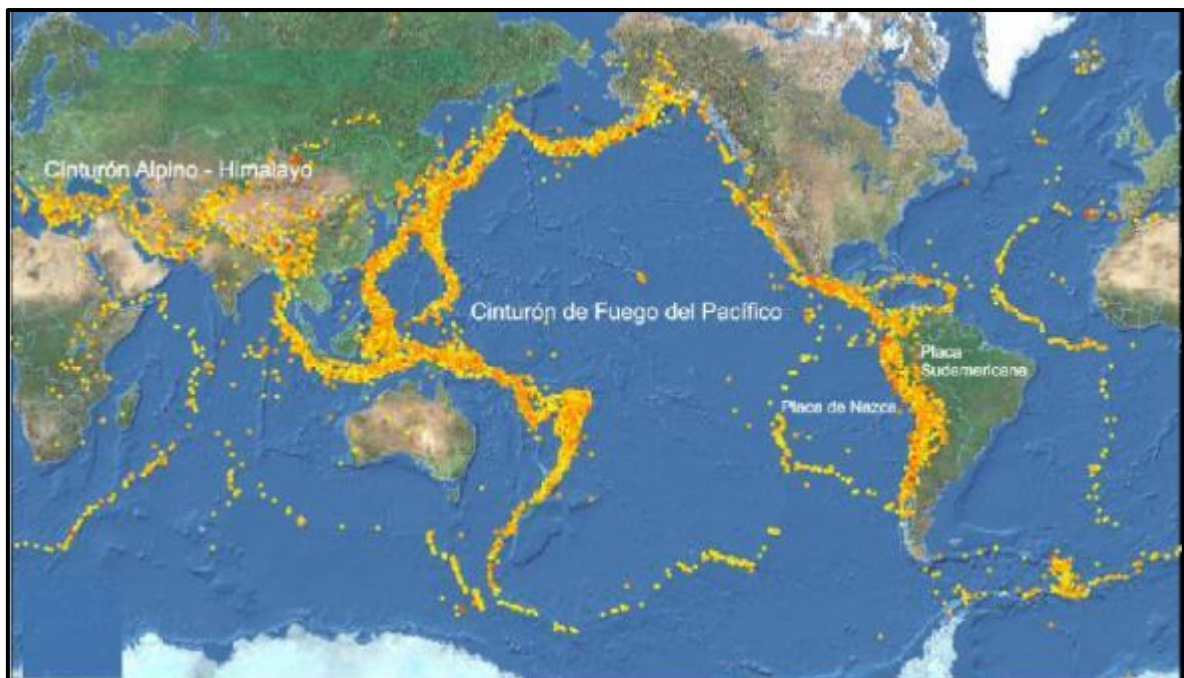 Cinturón Alpino - Himalayo
Cinturón de Fuego del Pacífico
Placa
Sudamericana
Placa de Nazca